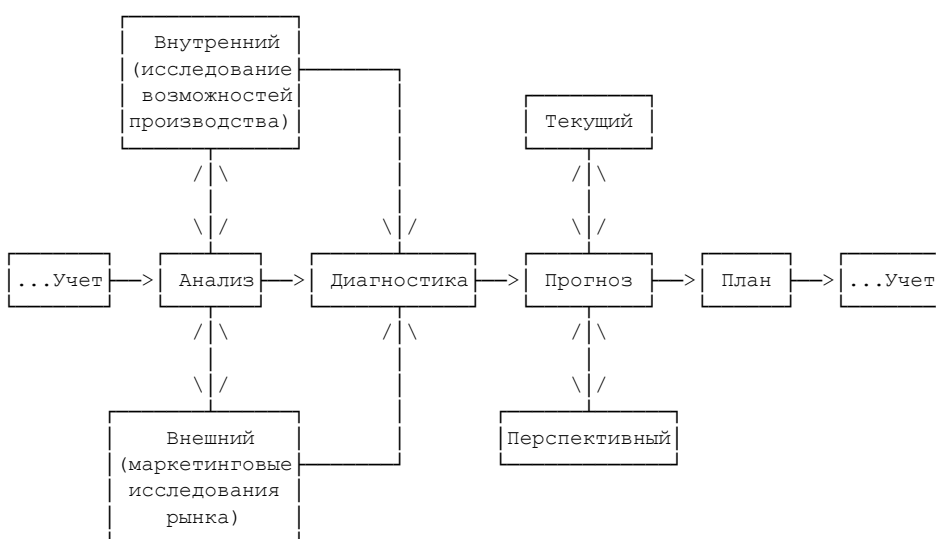 Внутренний
(исследование
возможностей
производства)
Текущий
...Учет
Анализ
Диагностика
Прогноз
План
...Учет
Внешний
(маркетинговые
исследования
рынка)
Перспективный